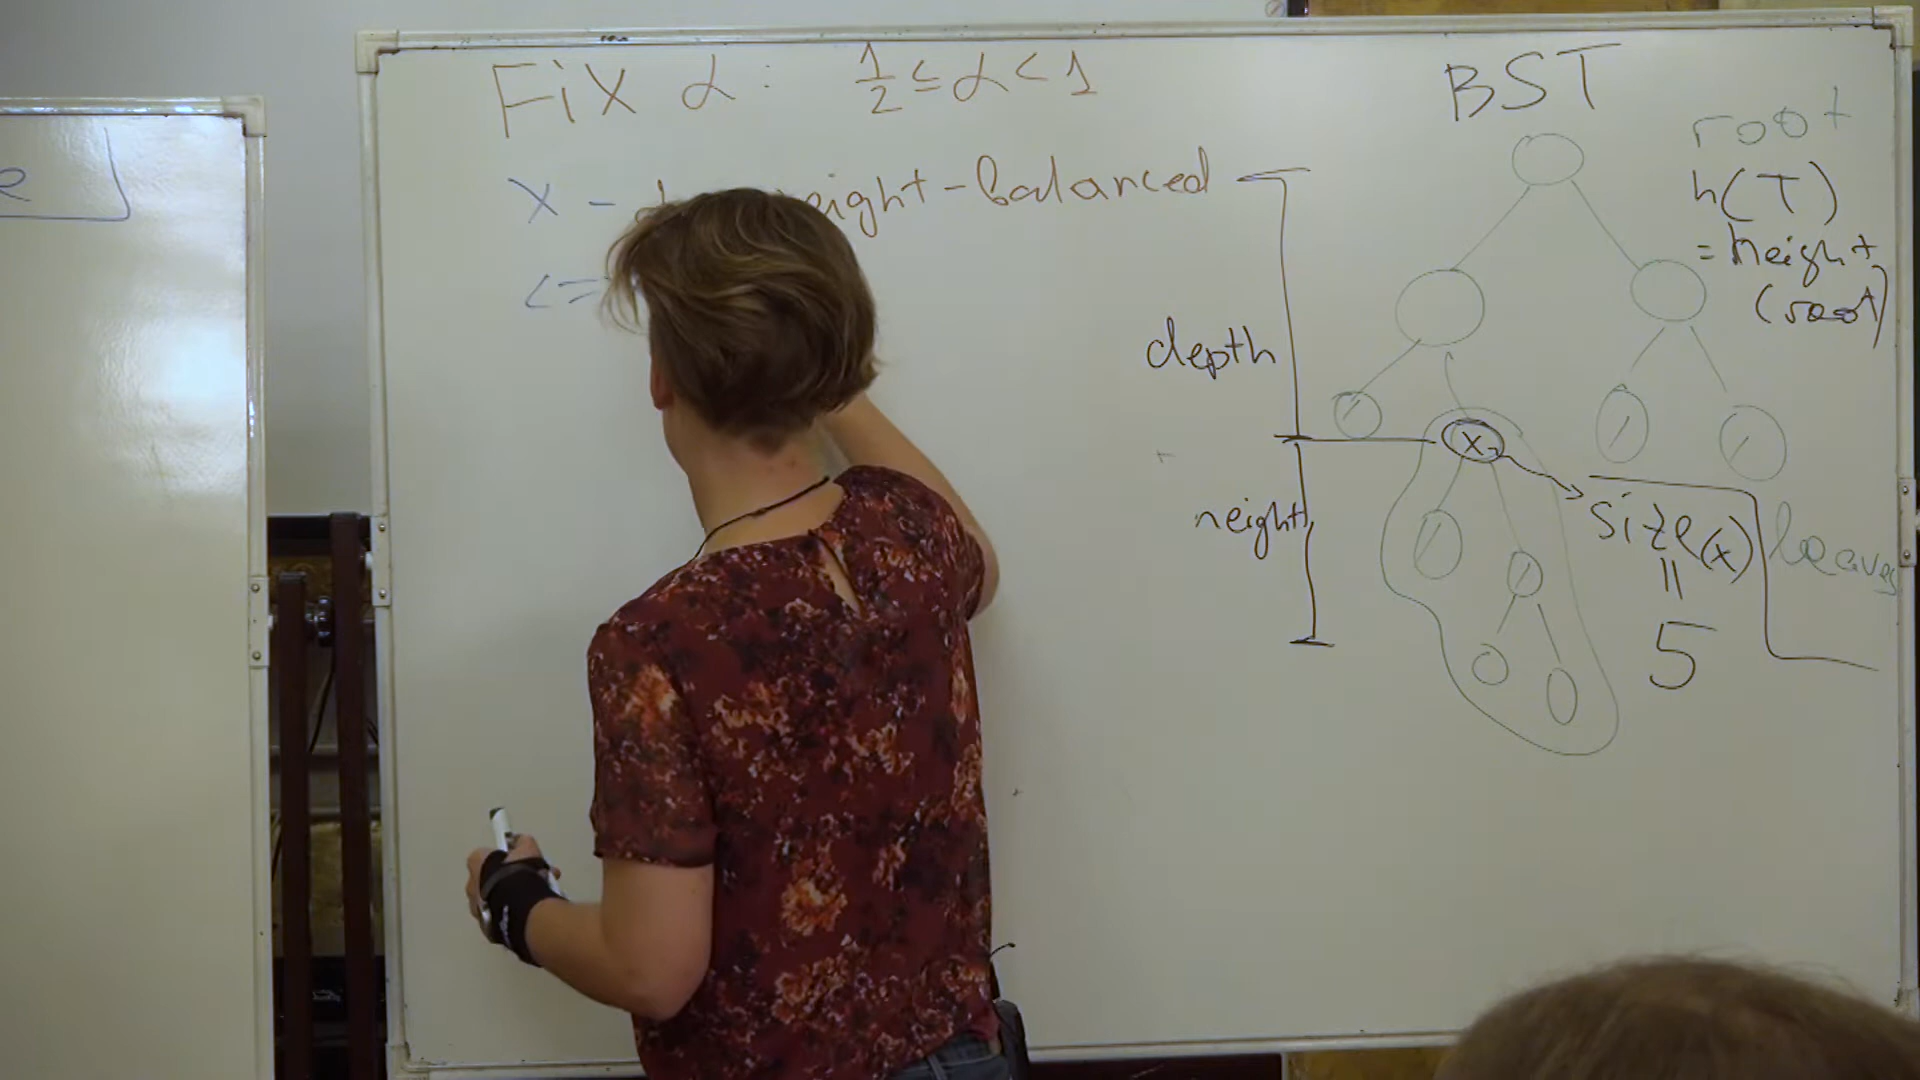 Fix α : 1/2 ≤ α < 1
x - eight-balanced
<=
BST
root
h(T)
= height
(root)
depth
x
height
size(x)
=
5
leaves